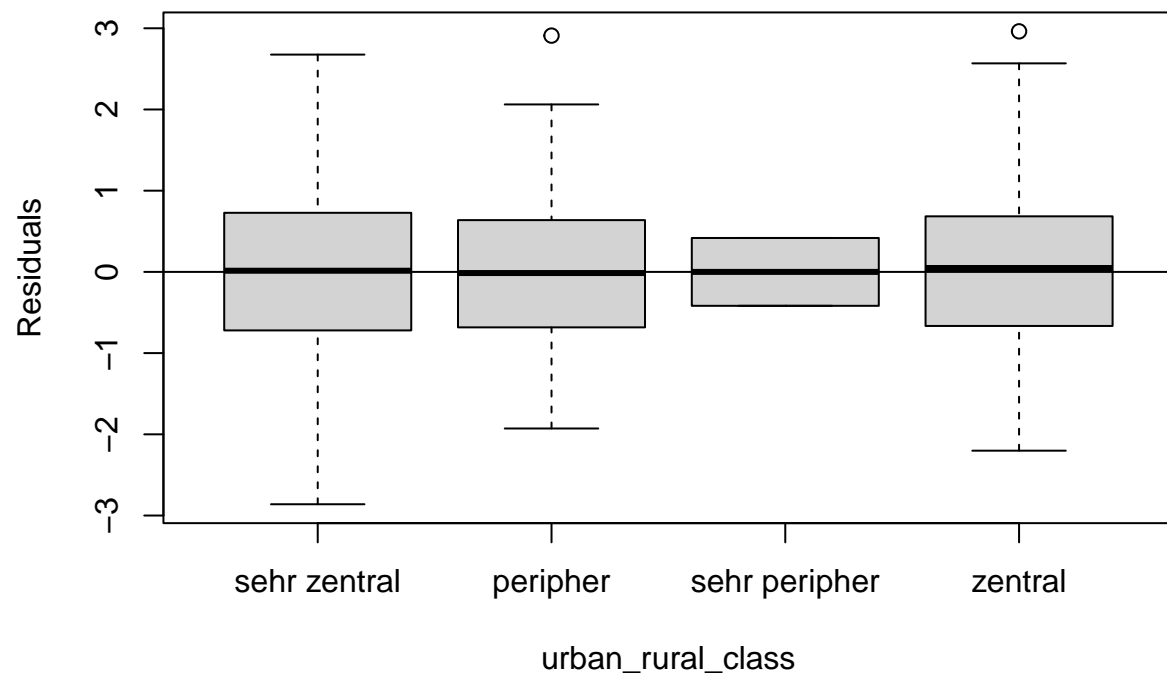 Residuals
3
2
1
0
−1
−2
−3
sehr zentral
peripher
sehr peripher
zentral
urban_rural_class